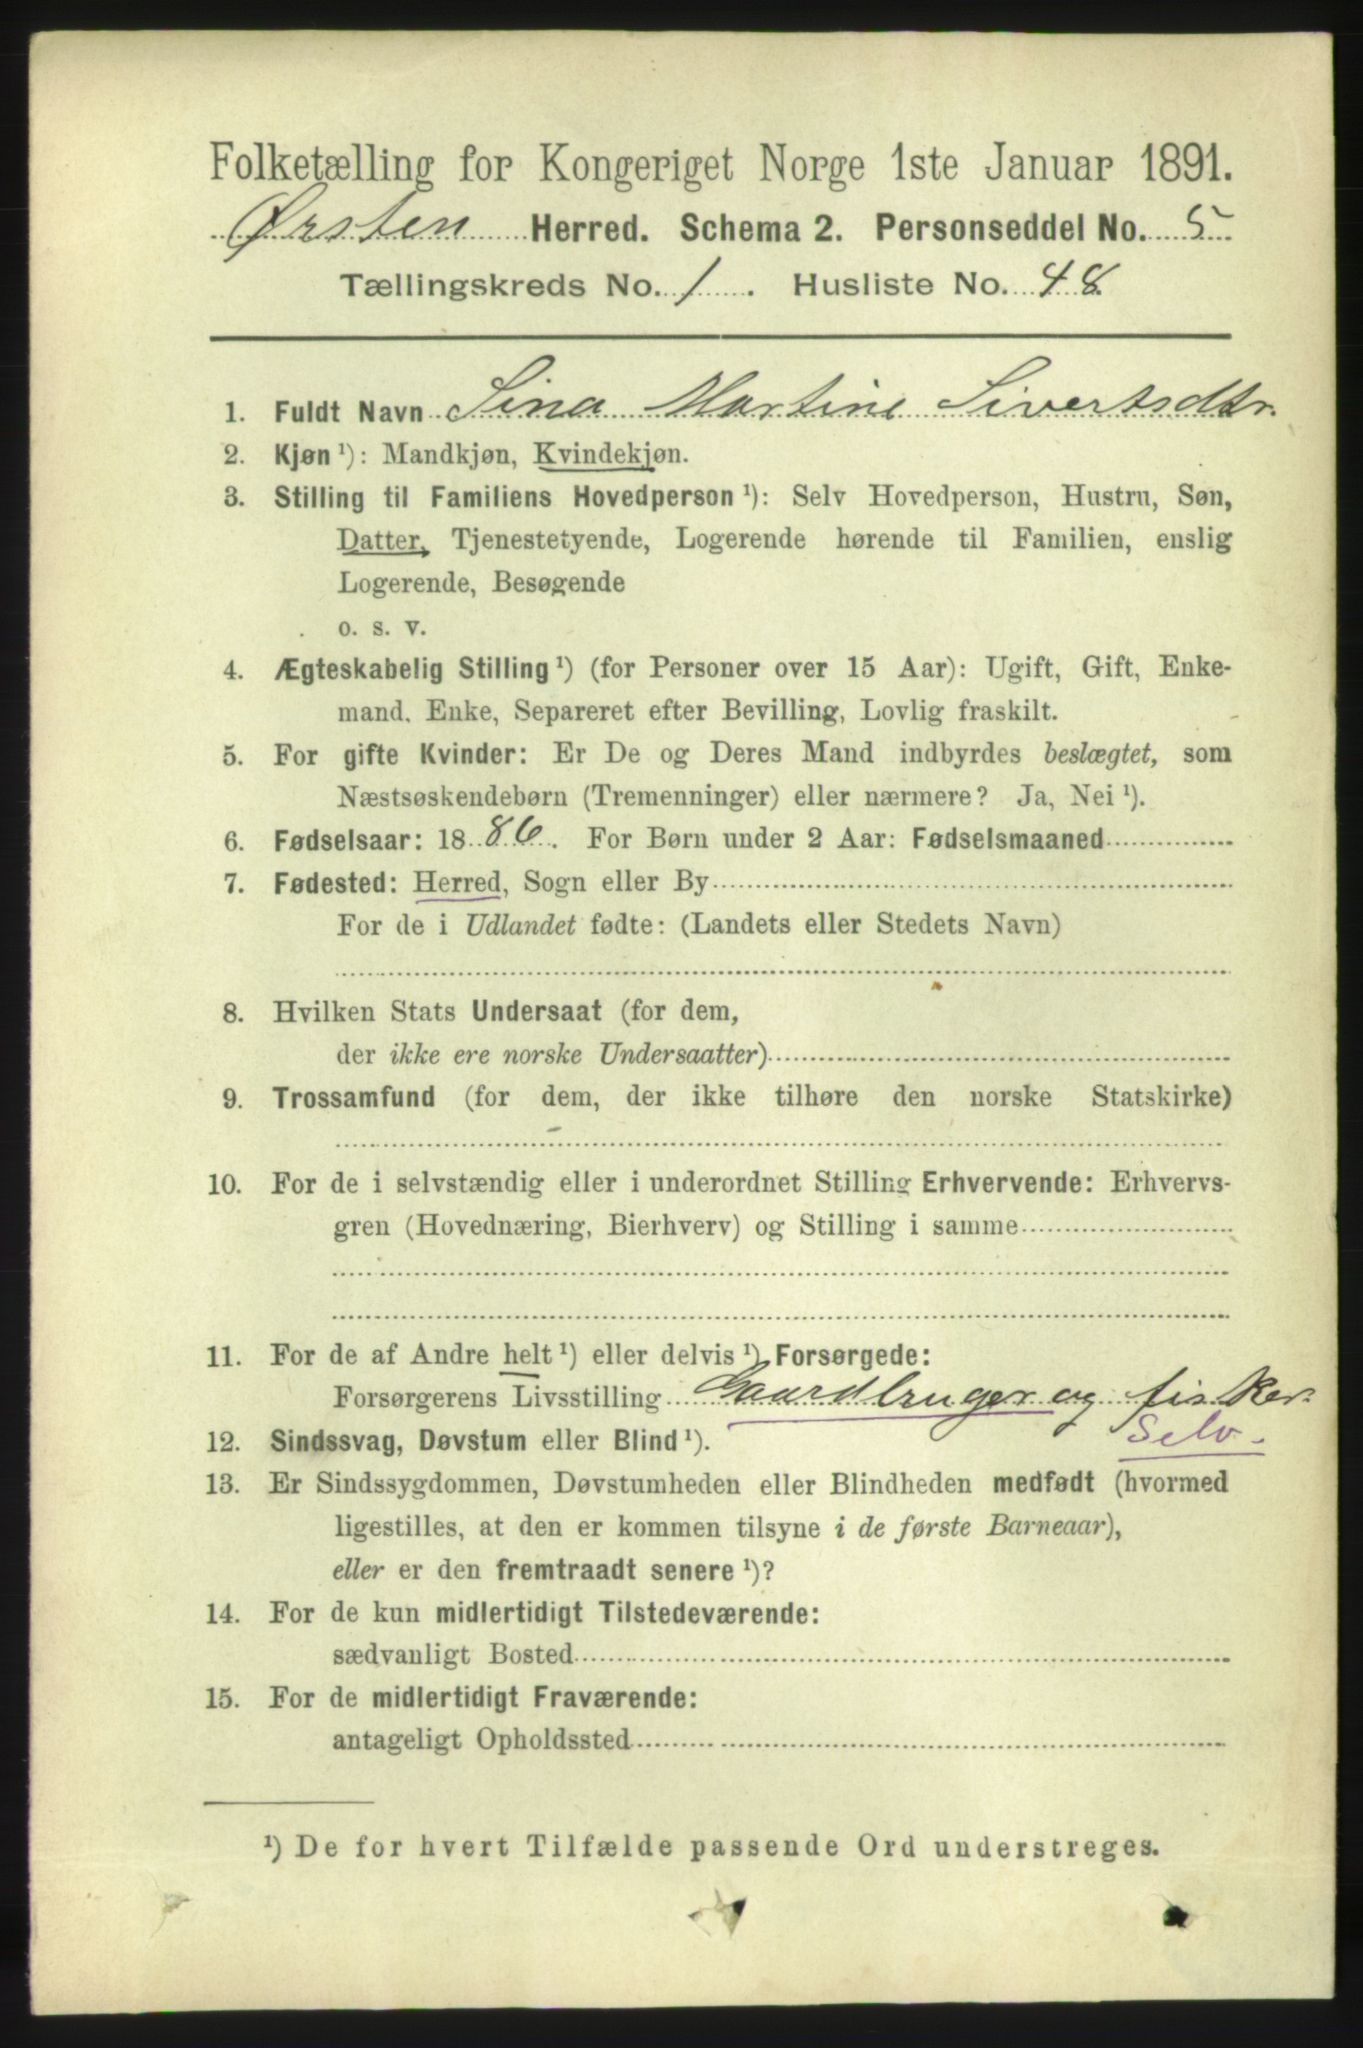 Folketælling for Kongeriget Norge 1ste Januar 1891.
Ørsten Herred. Schema 2. Personseddel No. 5
Tællingskreds No. 1. Husliste No. 48
1. Fuldt Navn Sina Martine Sivertsdtr.
2. Kjøn ¹): Mandkjøn, Kvindekjøn.
3. Stilling til Familiens Hovedperson ¹): Selv Hovedperson, Hustru, Søn,
Datter, Tjenestetyende, Logerende hørende til Familien, enslig
Logerende, Besøgende
o. s. v.
4. Ægteskabelig Stilling ¹) (for Personer over 15 Aar): Ugift, Gift, Enke-
mand, Enke, Separeret efter Bevilling, Lovlig fraskilt.
5. For gifte Kvinder: Er De og Deres Mand indbyrdes beslægtet, som
Næstsøskendebørn (Tremenninger) eller nærmere? Ja, Nei ¹).
6. Fødselsaar: 1886. For Børn under 2 Aar: Fødselsmaaned
7. Fødested: Herred, Sogn eller By
For de i Udlandet fødte: (Landets eller Stedets Navn)
8. Hvilken Stats Undersaat (for dem,
der ikke ere norske Undersaatter)
9. Trossamfund (for dem, der ikke tilhøre den norske Statskirke)
10. For de i selvstændig eller i underordnet Stilling Erhvervende: Erhvervs-
gren (Hovednæring, Bierhverv) og Stilling i samme
11. For de af Andre helt ¹) eller delvis ¹) Forsørgede:
Forsørgerens Livsstilling Gaardbruger og fisker
Selv.
12. Sindssvag, Døvstum eller Blind ¹).
13. Er Sindssygdommen, Døvstumheden eller Blindheden medfødt (hvormed
ligestilles, at den er kommen tilsyne i de første Barneaar),
eller er den fremtraadt senere ¹)?
14. For de kun midlertidigt Tilstedeværende:
sædvanligt Bosted
15. For de midlertidigt Fraværende:
antageligt Opholdssted
¹) De for hvert Tilfælde passende Ord understreges.